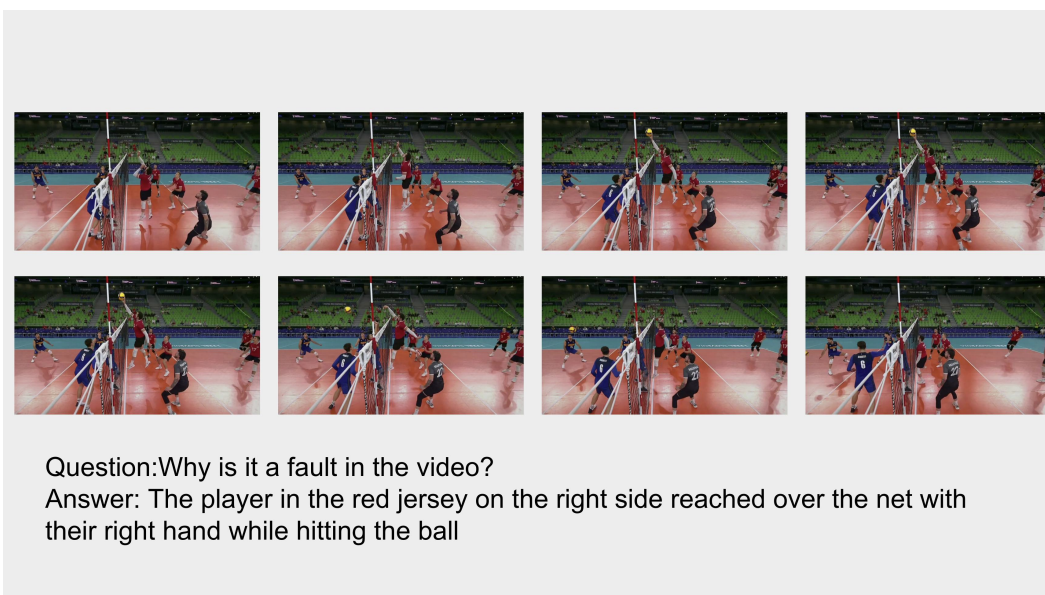 Question:Why is it a fault in the video?
Answer: The player in the red jersey on the right side reached over the net with
their right hand while hitting the ball